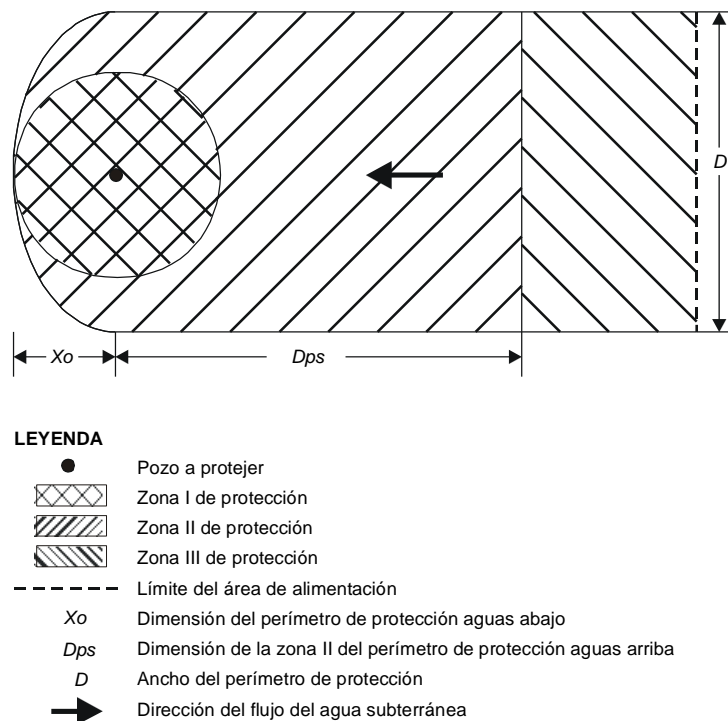 D
Xo
Dps
LEYENDA
Pozo a protejer
Zona I de protección
Zona II de protección
Zona III de protección
Límite del área de alimentación
Xo Dimensión del perímetro de protección aguas abajo
Dps Dimensión de la zona II del perímetro de protección aguas arriba
D Ancho del perímetro de protección
Dirección del flujo del agua subterránea